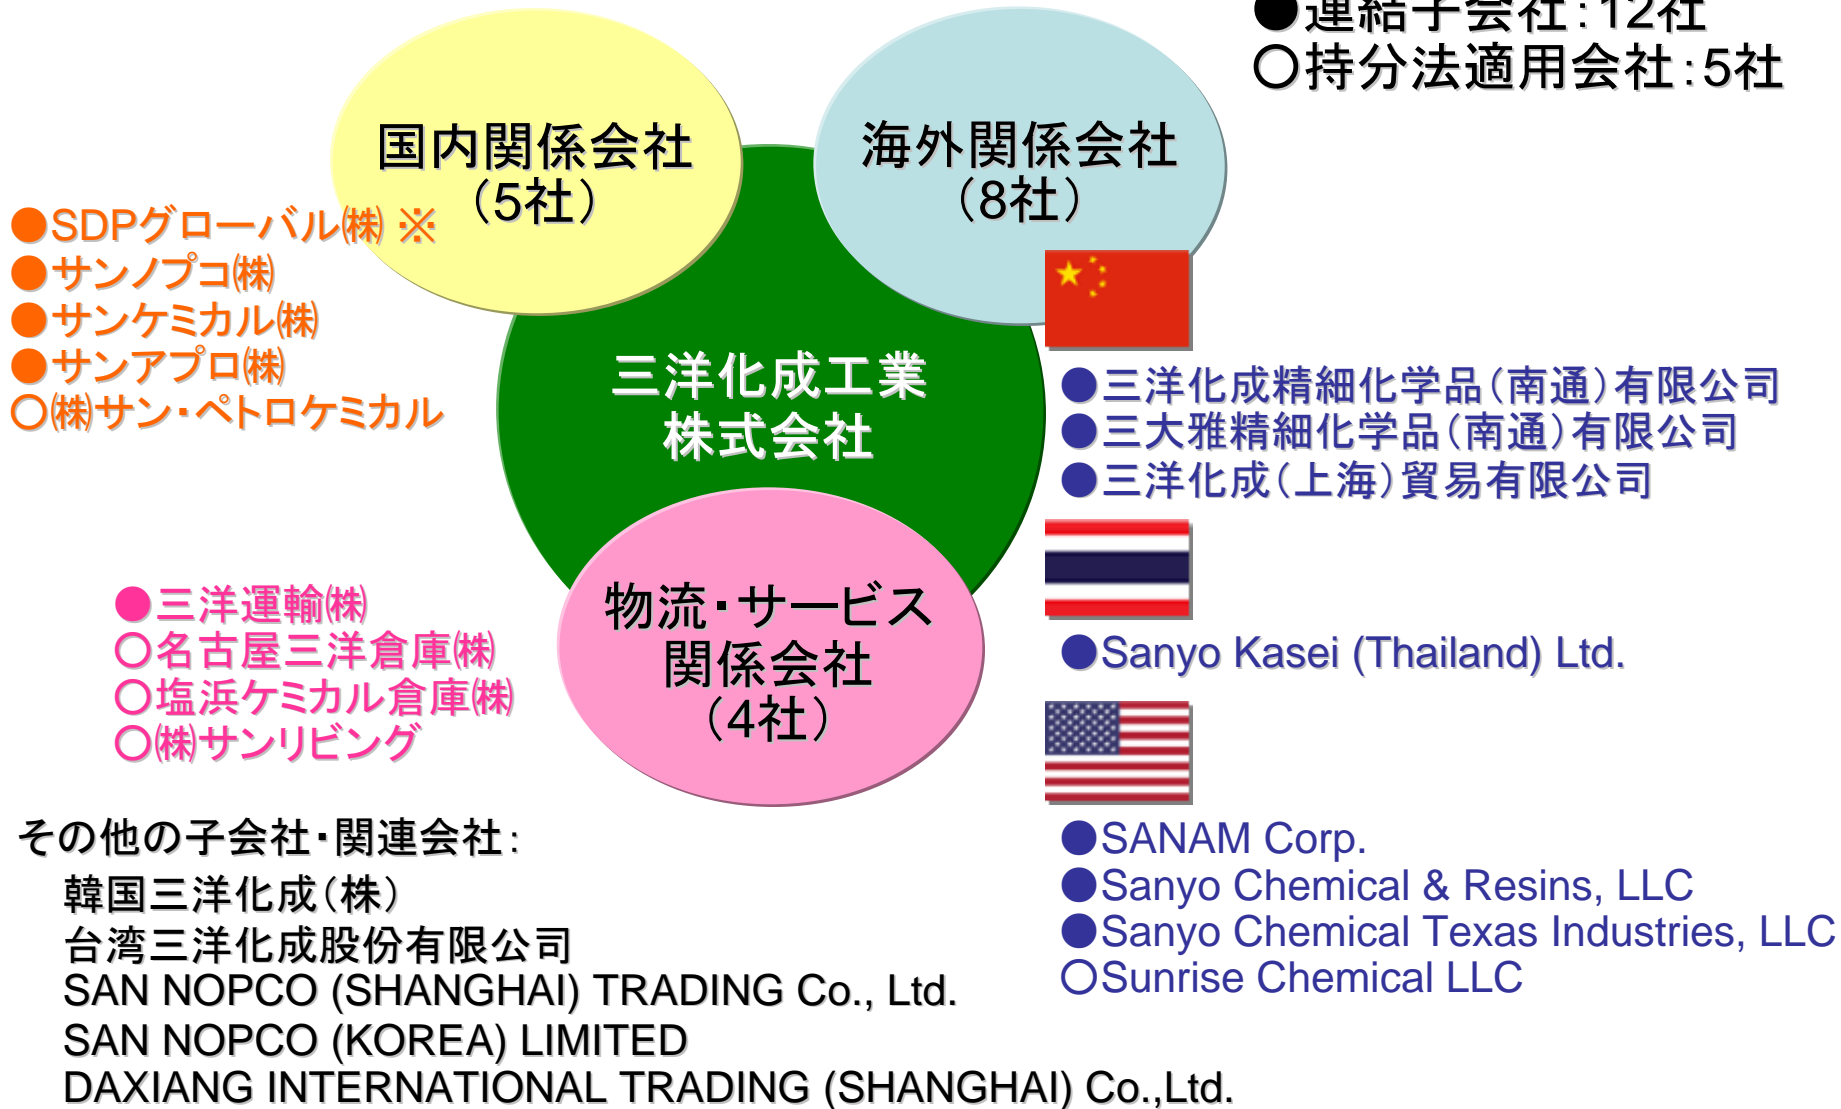 ●連結子会社：12社
○持分法適用会社：5社
国内関係会社
（5社）
海外関係会社
（8社）
●SDPグローバル㈱ ※
●サンノプコ㈱
●サンケミカル㈱
●サンアプロ㈱
○㈱サン・ペトロケミカル
三洋化成工業
株式会社
●三洋化成精細化学品（南通）有限公司
●三大雅精細化学品（南通）有限公司
●三洋化成（上海）貿易有限公司
●Sanyo Kasei (Thailand) Ltd.
●SANAM Corp.
●Sanyo Chemical & Resins, LLC
●Sanyo Chemical Texas Industries, LLC
○Sunrise Chemical LLC
●三洋運輸㈱
○名古屋三洋倉庫㈱
○塩浜ケミカル倉庫㈱
○㈱サンリビング
物流・サービス
関係会社
（4社）
その他の子会社・関連会社：
韓国三洋化成（株）
台湾三洋化成股份有限公司
SAN NOPCO (SHANGHAI) TRADING Co., Ltd.
SAN NOPCO (KOREA) LIMITED
DAXIANG INTERNATIONAL TRADING (SHANGHAI) Co.,Ltd.